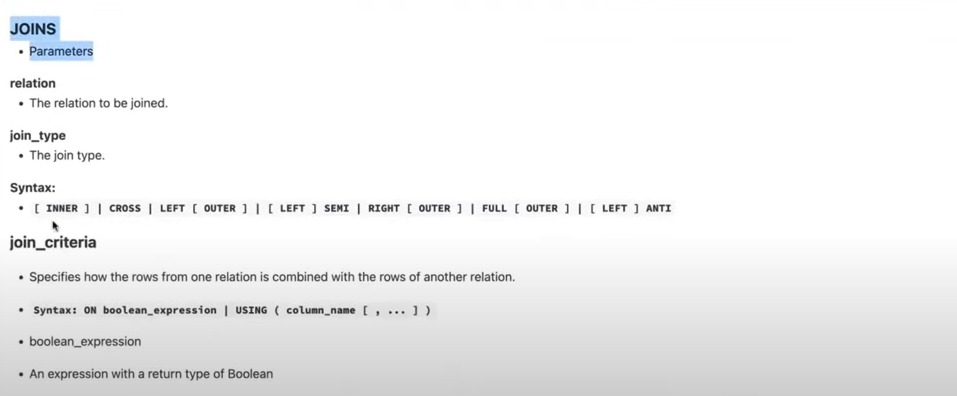 JOINS
• Parameters
relation
• The relation to be joined.
join_type
• The join type.
Syntax:
• [ INNER ] | CROSS | LEFT [ OUTER ] | [ LEFT ] SEMI | RIGHT [ OUTER ] | FULL [ OUTER ] | [ LEFT ] ANTI
join_criteria
• Specifies how the rows from one relation is combined with the rows of another relation.
• Syntax: ON boolean_expression | USING ( column_name [ , ... ] )
• boolean_expression
• An expression with a return type of Boolean